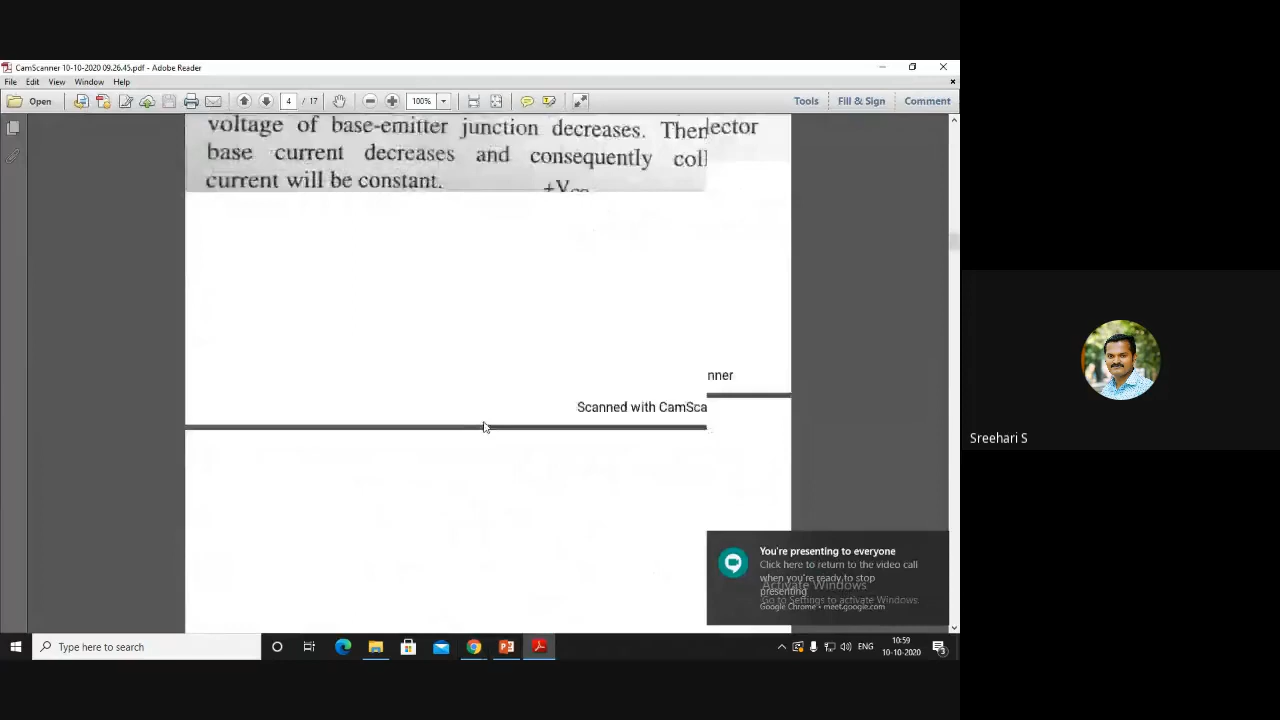 CamScanner 10-10-2020 09.26.45.pdf - Adobe Reader
File Edit View Window Help
Open 4 / 17 100% Tools Fill & Sign Comment
voltage of base-emitter junction decreases. Then lector
base current decreases and consequently coll
current will be constant.
+Vcc
nner
Scanned with CamSca
Sreehari S
You're presenting to everyone
Click here to return to the video call
when you're ready to stop
presenting
Activate Windows
Go to Settings to activate Windows.
Google Chrome • meet.google.com
Type here to search
ENG
10:59
10-10-2020
3